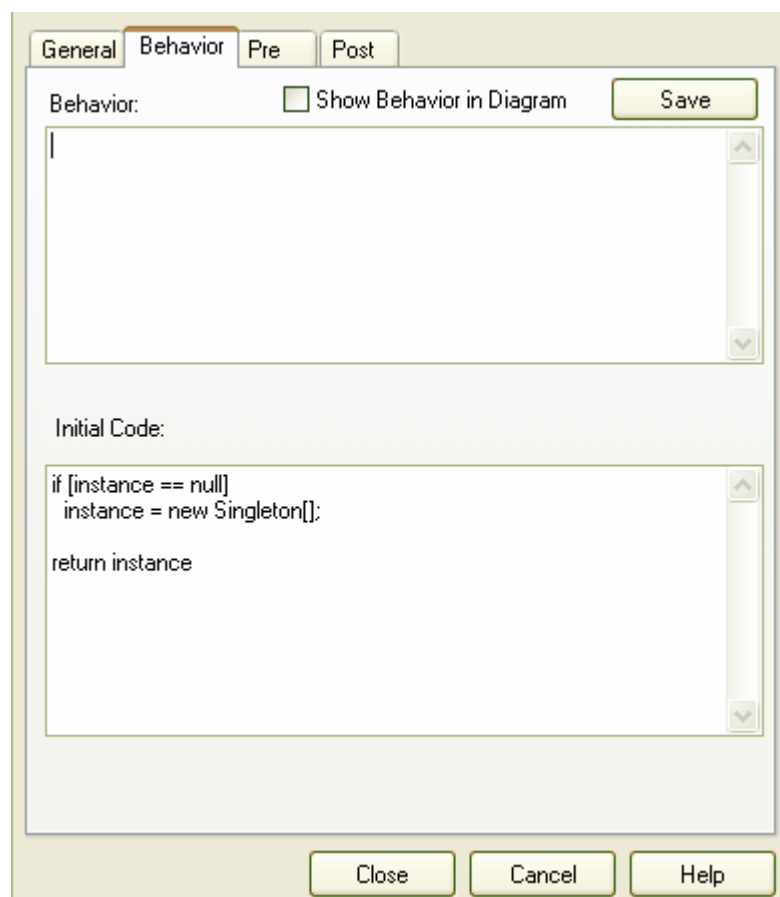 General Behavior Pre Post
Behavior: Show Behavior in Diagram Save
Initial Code:
if [instance == null]
instance = new Singleton[];
return instance
Close Cancel Help